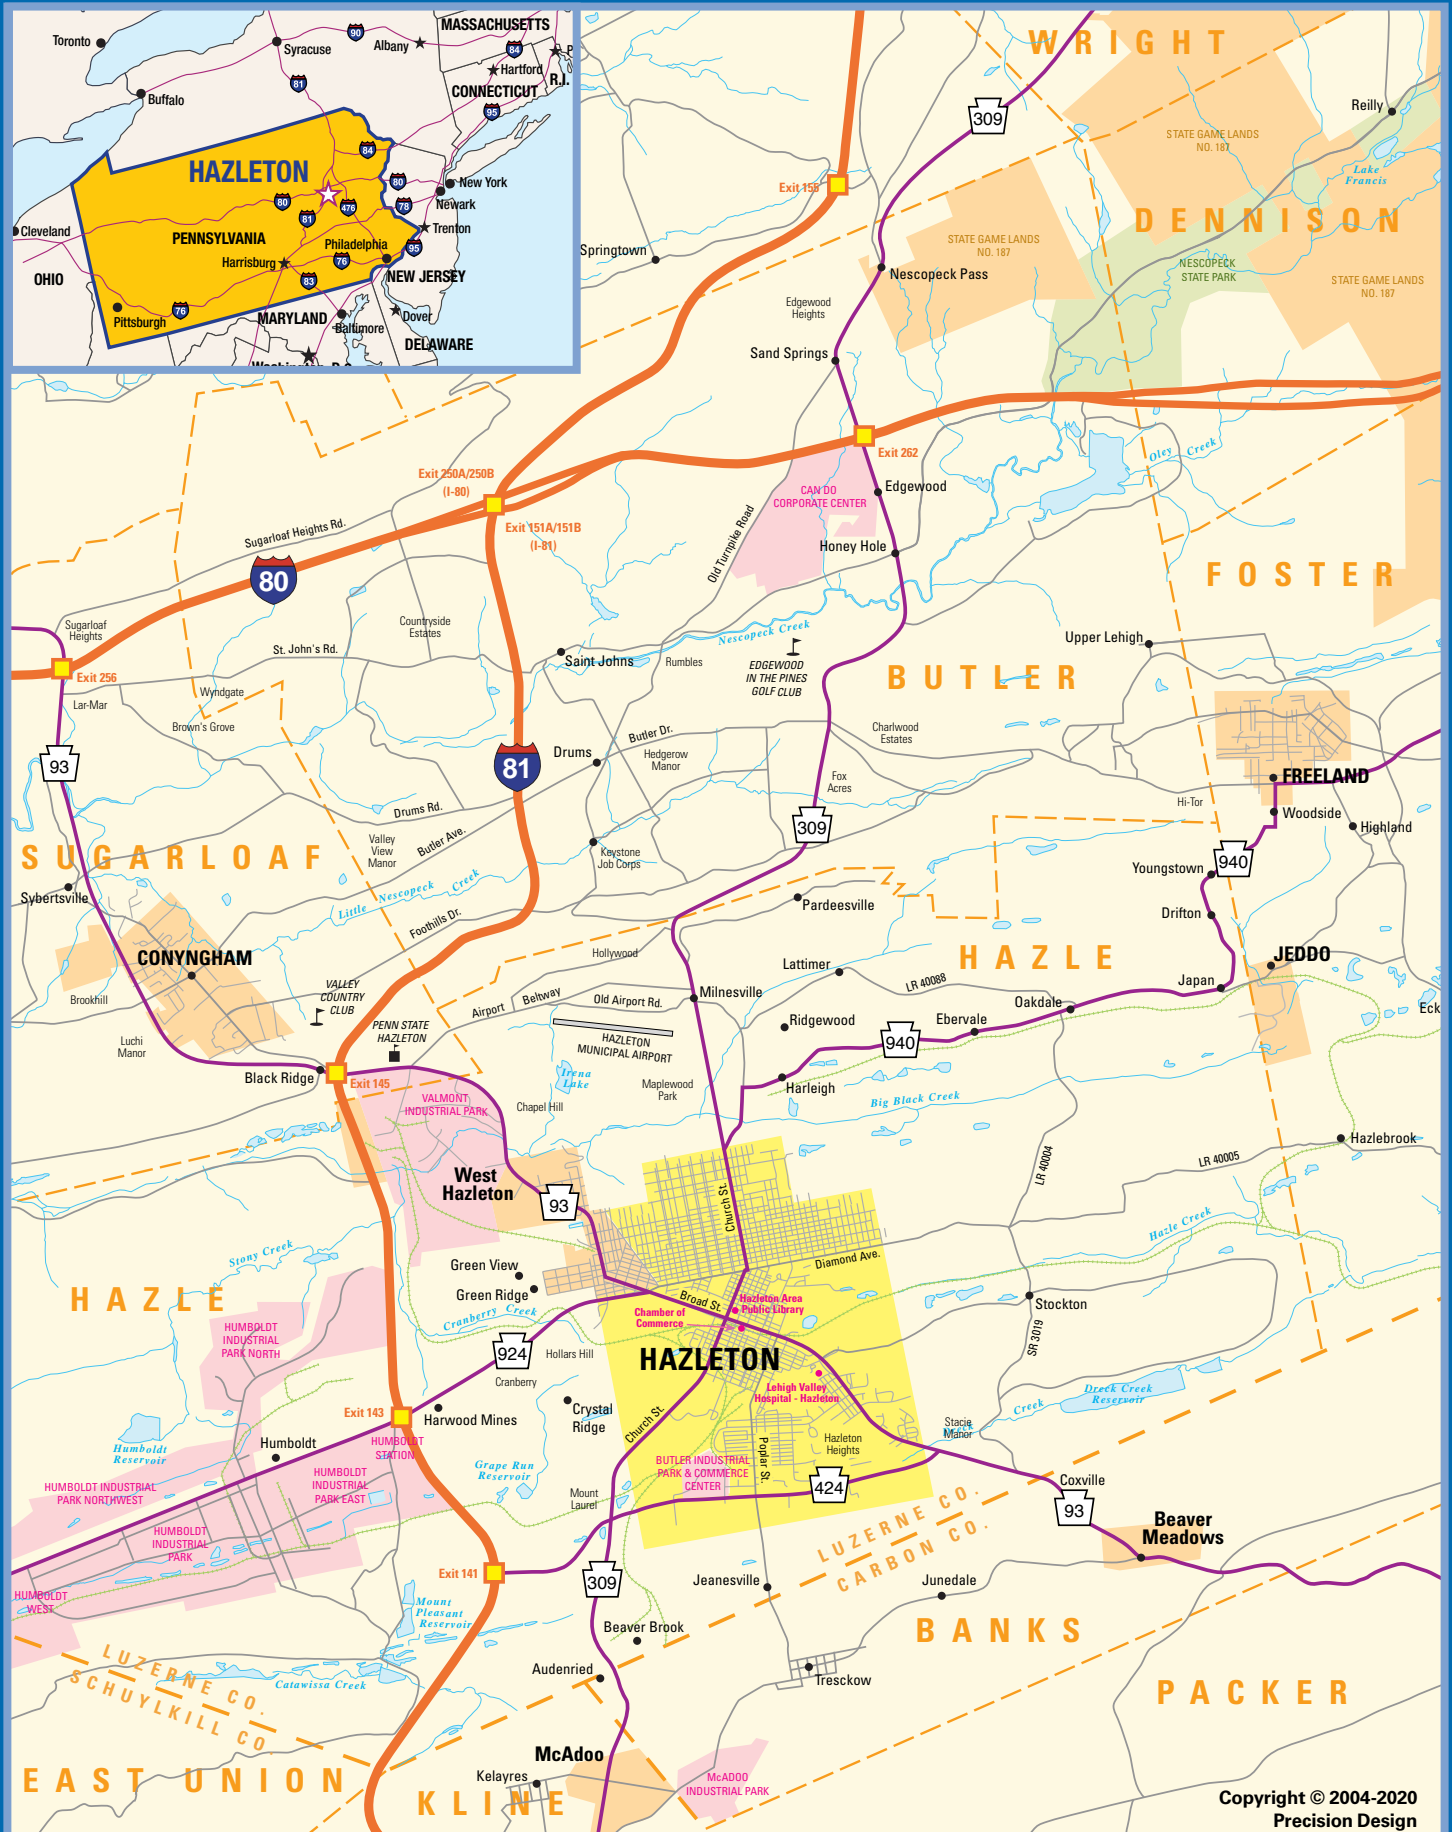 Toronto
Syracuse
90
Albany
MASSACHUSETTS
84
Hartford
P
R.I.
CONNECTICUT
95
81
Buffalo
84
HAZLETON
80
New York
Newark
80
81
476
78
Cleveland
PENNSYLVANIA
Philadelphia
Trenton
95
Harrisburg
76
83
NEW JERSEY
OHIO
76
Pittsburgh
MARYLAND
Baltimore
Dover
DELAWARE
WRIGHT
309
Reilly
STATE GAME LANDS
NO. 187
Lake
Francis
Exit 155
DENNISON
Springtown
STATE GAME LANDS
NO. 187
Nescopeck Pass
NESCOPECK
STATE PARK
STATE GAME LANDS
NO. 187
Edgewood
Heights
Sand Springs
Exit 262
Oley Creek
Exit 250A/250B
(I-80)
Exit 151A/151B
(I-81)
CAN DO
CORPORATE CENTER
Edgewood
Sugarloaf Heights Rd.
Old Turnpike Road
Honey Hole
80
FOSTER
Sugarloaf
Heights
Countryside
Estates
Nescopeck Creek
St. John's Rd.
Saint Johns
Rumbles
EDGEWOOD
IN THE PINES
GOLF CLUB
Upper Lehigh
Exit 256
BUTLER
Lar-Mar
Wyndgate
Brown's Grove
Butler Dr.
Charlwood
Estates
93
81
Drums
Hedgerow
Manor
Fox
Acres
FREELAND
Hi-Tor
Woodside
Highland
Drums Rd.
309
Valley
View
Manor
Butler Ave.
Keystone
Job Corps
SUGARLOAF
940
Youngstown
Little Nescopeck Creek
Sybertsville
Pardeesville
Drifton
Foothills Dr.
CONYNGHAM
Hollywood
HAZLE
JEDDO
Lattimer
LR 40088
Japan
VALLEY
COUNTRY
CLUB
Brookhill
Airport Beltway
Old Airport Rd.
Milnesville
Oakdale
Eck
PENN STATE
HAZLETON
Ridgewood
Ebervale
HAZLETON
MUNICIPAL AIRPORT
940
Luchi
Manor
Black Ridge
Exit 145
Irena
Lake
Maplewood
Park
Harleigh
VALMONT
INDUSTRIAL PARK
Chapel Hill
Big Black Creek
Hazlebrook
LR 40004
LR 40005
West
Hazleton
93
Church St.
Hazle Creek
Stony Creek
Diamond Ave.
Green View
Green Ridge
HAZLE
Broad St.
Hazleton Area
Public Library
Stockton
Cranberry Creek
Chamber of
Commerce
SR 3019
HUMBOLDT
INDUSTRIAL
PARK NORTH
924
Hollars Hill
HAZLETON
Cranberry
Lehigh Valley
Hospital - Hazleton
Dreck Creek
Reservoir
Exit 143
Harwood Mines
Crystal
Ridge
Church St.
Dreck Creek
Stacie
Manor
Humboldt
Reservoir
Humboldt
HUMBOLDT
STATION
Poplar St.
Hazleton
Heights
Grape Run
Reservoir
BUTLER INDUSTRIAL
PARK & COMMERCE
CENTER
HUMBOLDT INDUSTRIAL
PARK NORTHWEST
HUMBOLDT
INDUSTRIAL
PARK EAST
Mount
Laurel
424
Coxville
93
LUZERNE CO.
CARBON CO.
HUMBOLDT
INDUSTRIAL
PARK
Beaver
Meadows
Exit 141
309
Jeanesville
Junedale
HUMBOLDT
WEST
Mount
Pleasant
Reservoir
Beaver Brook
BANKS
LUZERNE CO.
SCHUYLKILL CO.
Audenried
Tresckow
Catawissa Creek
PACKER
McAdoo
EAST UNION
Kelayres
McADOO
INDUSTRIAL PARK
KLINE
Copyright © 2004-2020
Precision Design